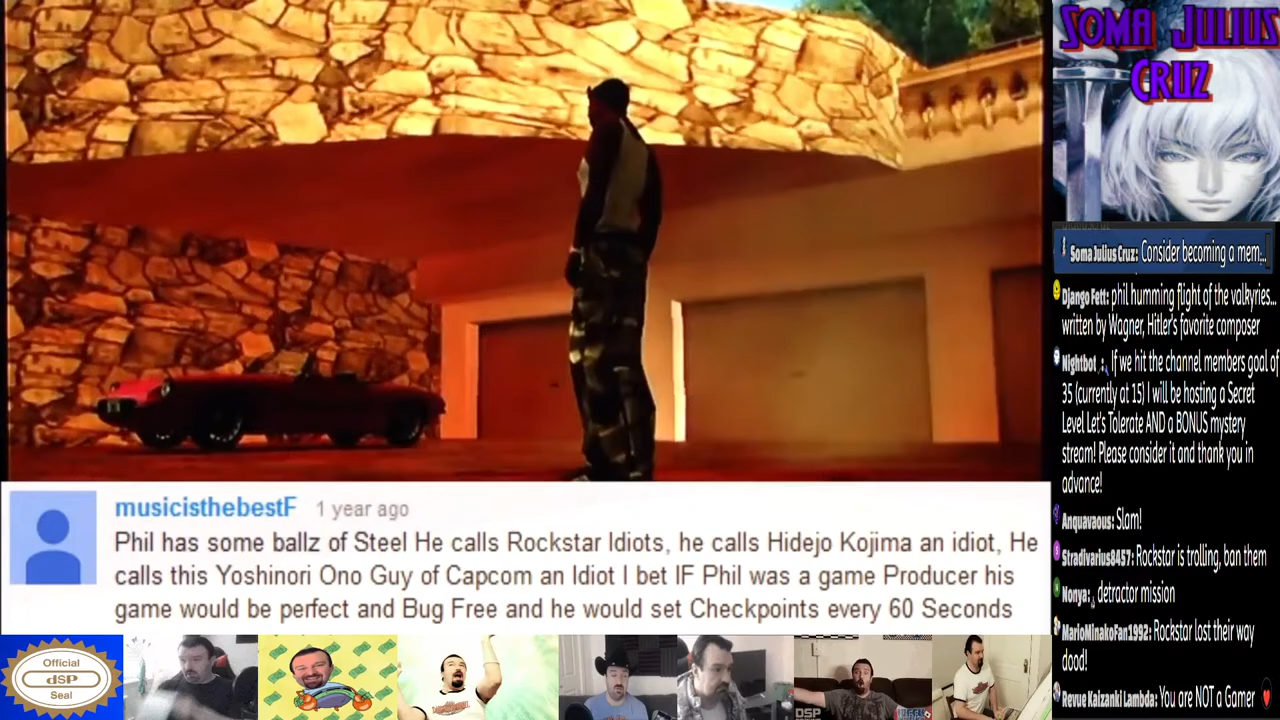 SOMA JULIUS
CRUZ
Soma Julius Cruz: Consider becoming a mem...
Django Fett: phil humming flight of the valkyries...
written by Wagner, Hitler's favorite composer
Nightbot : If we hit the channel members goal of
35 (currently at 15) I will be hosting a Secret
Level Let's Tolerate AND a BONUS mystery
stream! Please consider it and thank you in
advance!
Anquavaous: Slam!
Stradivarius8457: Rockstar is trolling, ban them
Nonya: detractor mission
MarioMinakoFan1992: Rockstar lost their way
dood!
Revue Kaizanki Lambda: You are NOT a Gamer
musicisthebestF 1 year ago
Phil has some ballz of Steel He calls Rockstar Idiots, he calls Hidejo Kojima an idiot, He
calls this Yoshinori Ono Guy of Capcom an Idiot I bet IF Phil was a game Producer his
game would be perfect and Bug Free and he would set Checkpoints every 60 Seconds
Official
dSP
Seal
DSP